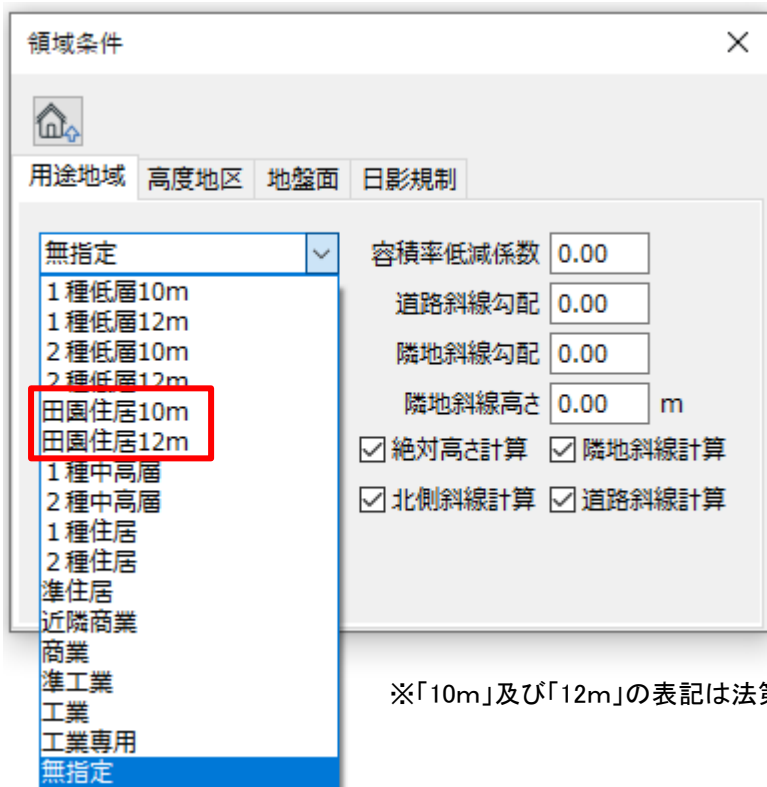 領域条件
用途地域 高度地区 地盤面 日影規制
無指定
容積率低減係数 0.00
道路斜線勾配 0.00
隣地斜線勾配 0.00
隣地斜線高さ 0.00 m
絶対高さ計算 隣地斜線計算
北側斜線計算 道路斜線計算
１種低層10m
１種低層12m
２種低層10m
２種低層12m
田園住居10m
田園住居12m
１種中高層
２種中高層
１種住居
２種住居
準住居
近隣商業
商業
準工業
工業
工業専用
無指定
※「10m」及び「12m」の表記は法